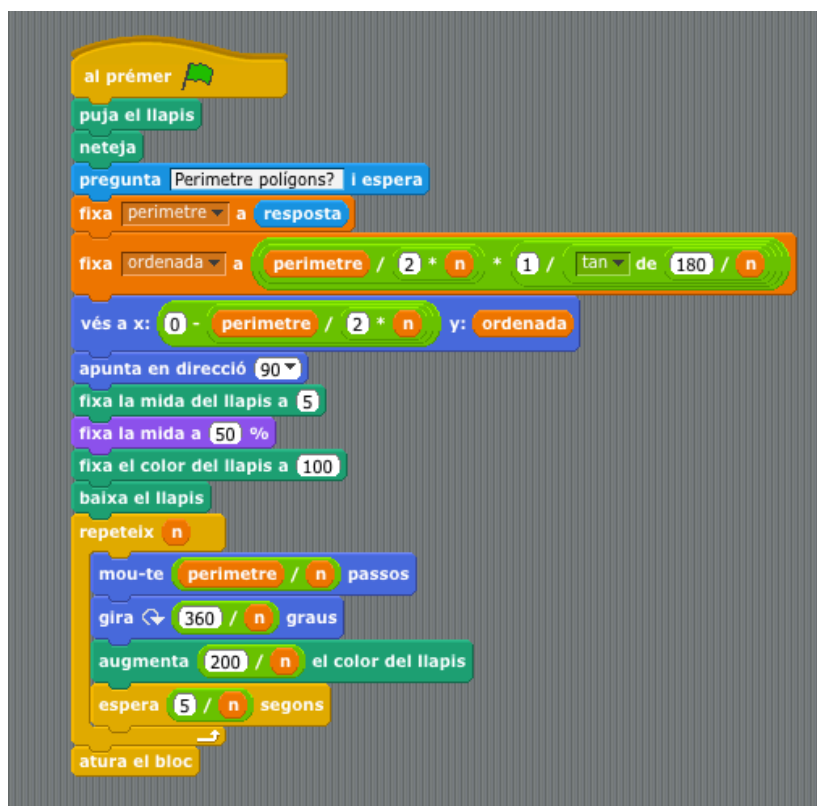 al prémer
puja el llapis
neteja
pregunta Perimetre polígons? i espera
fixa perimetre a resposta
fixa ordenada a perimetre / 2 * n * 1 / tan de 180 / n
vés a x: 0 - perimetre / 2 * n y: ordenada
apunta en direcció 90
fixa la mida del llapis a 5
fixa la mida a 50 %
fixa el color del llapis a 100
baixa el llapis
repeteix n
mou-te perimetre / n passos
gira 360 / n graus
augmenta 200 / n el color del llapis
espera 5 / n segons
atura el bloc